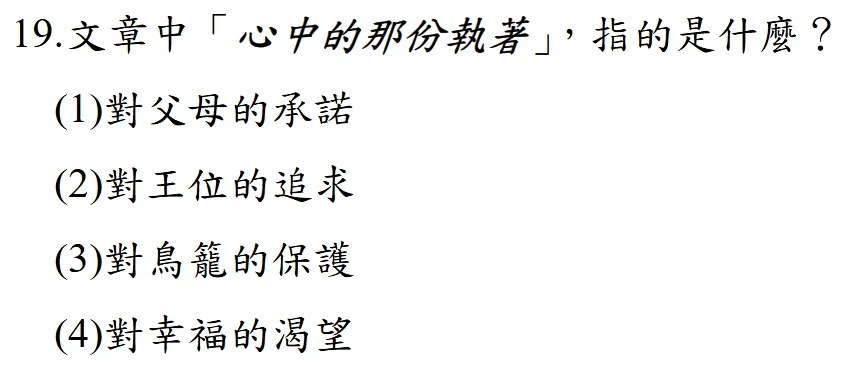 19.文章中「心中的那份執著」，指的是什麼？
(1)對父母的承諾
(2)對王位的追求
(3)對鳥籠的保護
(4)對幸福的渴望